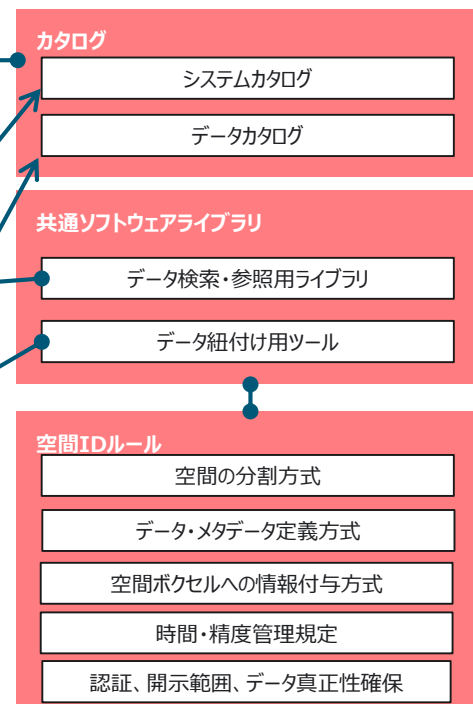 カタログ
システムカタログ
データカタログ
共通ソフトウェアライブラリ
データ検索・参照用ライブラリ
データ紐付け用ツール
空間IDルール
空間の分割方式
データ・メタデータ定義方式
空間ボクセルへの情報付与方式
時間・精度管理規定
認証、開示範囲、データ真正性確保